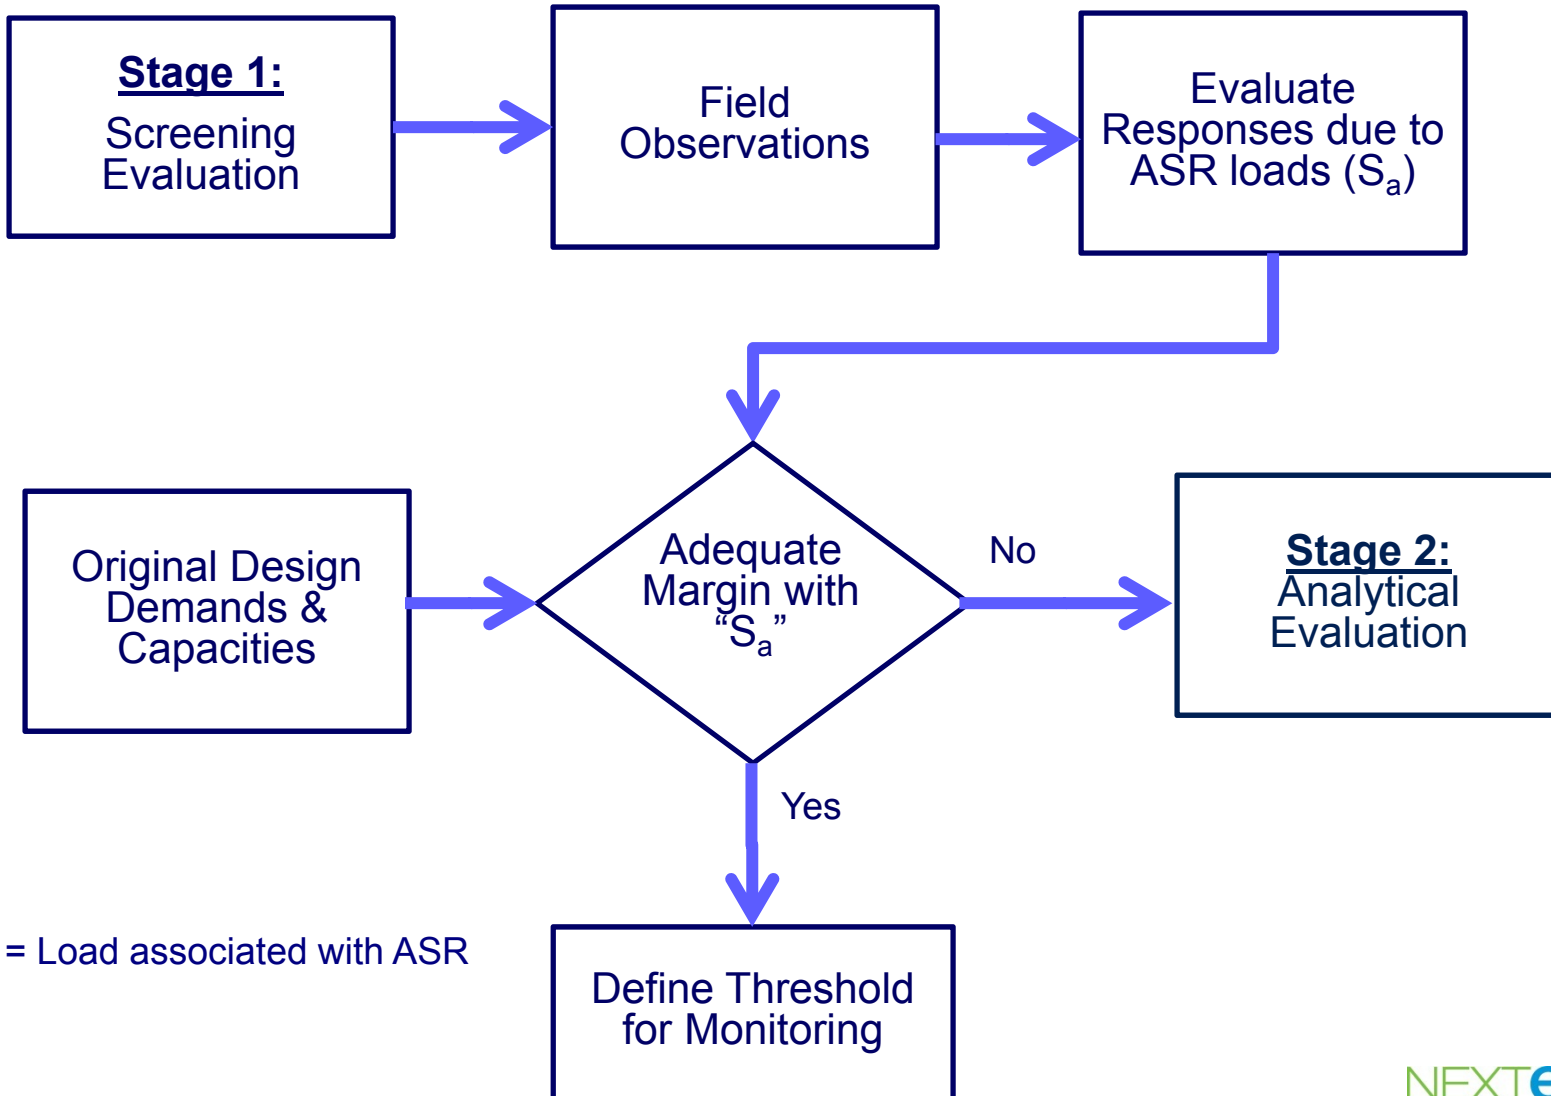 Stage 1:
Screening
Evaluation
Field
Observations
Evaluate
Responses due to
ASR loads (Sₐ)
Original Design
Demands &
Capacities
Adequate
Margin with
“Sₐ”
No
Stage 2:
Analytical
Evaluation
Yes
= Load associated with ASR
Define Threshold
for Monitoring